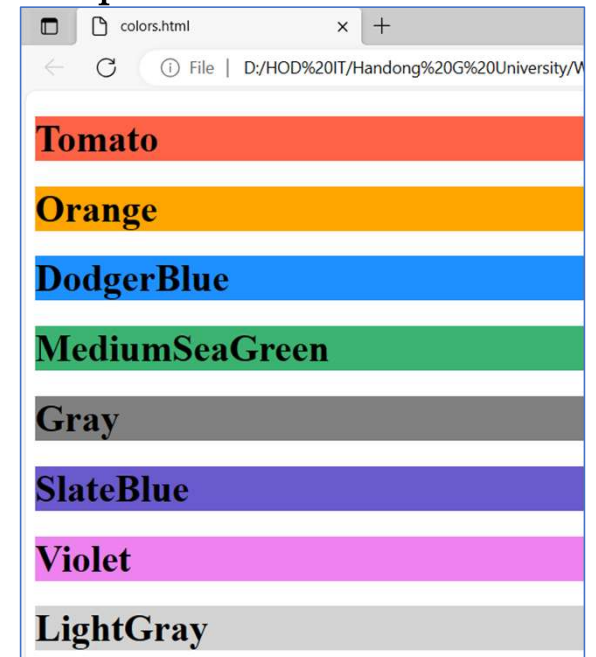 colors.html
File | D:/HOD%20IT/Handong%20G%20University/W
Tomato
Orange
DodgerBlue
MediumSeaGreen
Gray
SlateBlue
Violet
LightGray